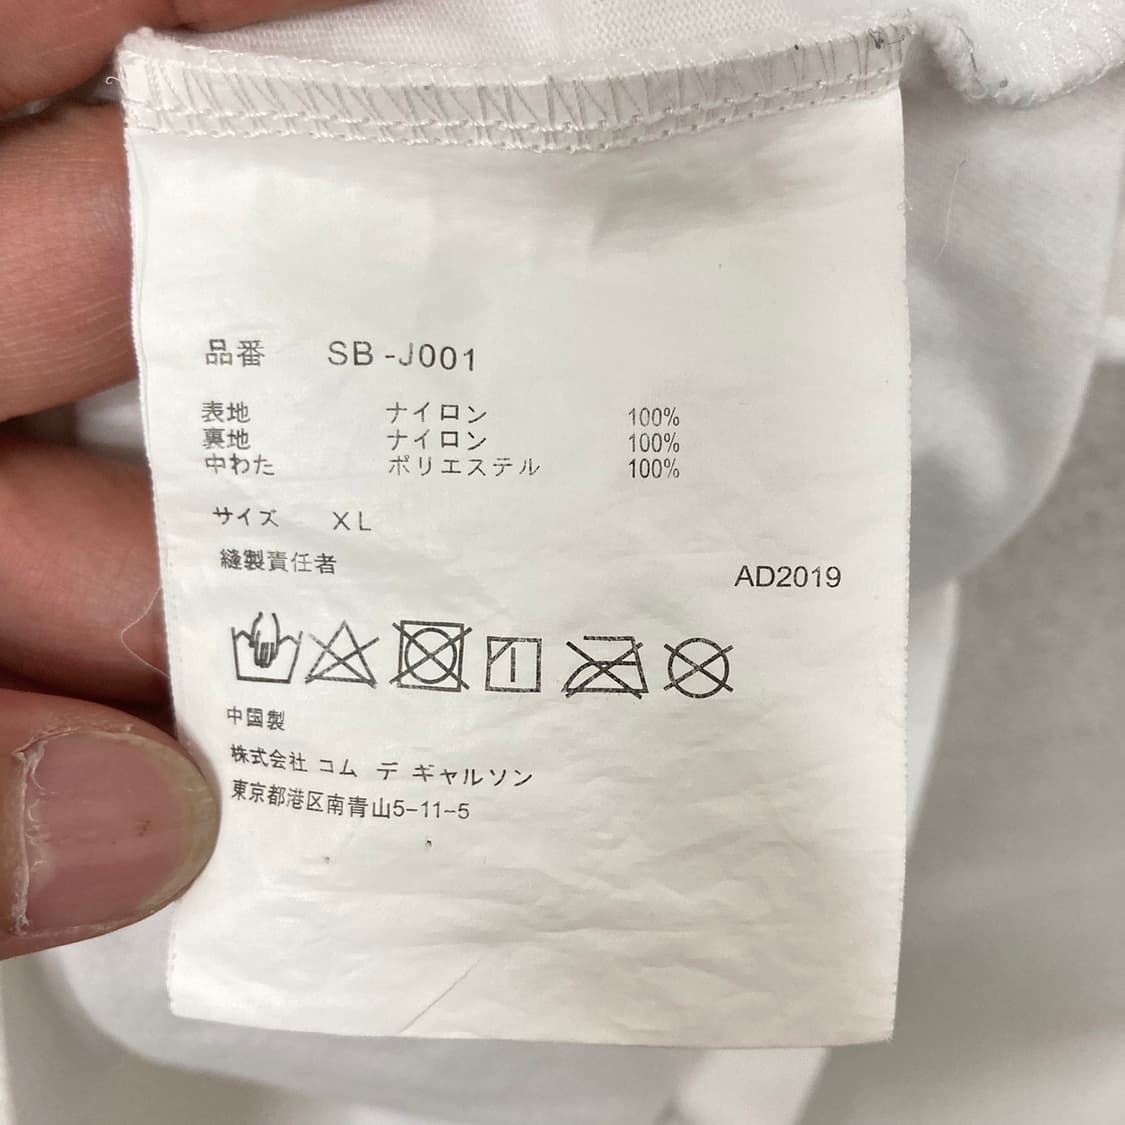 品番 SB-J001
表地 ナイロン 100%
裏地 ナイロン 100%
中わた ポリエステル 100%
サイズ XL
縫製責任者
AD2019
中国製
株式会社 コム デ ギャルソン
東京都港区南青山5-11-5